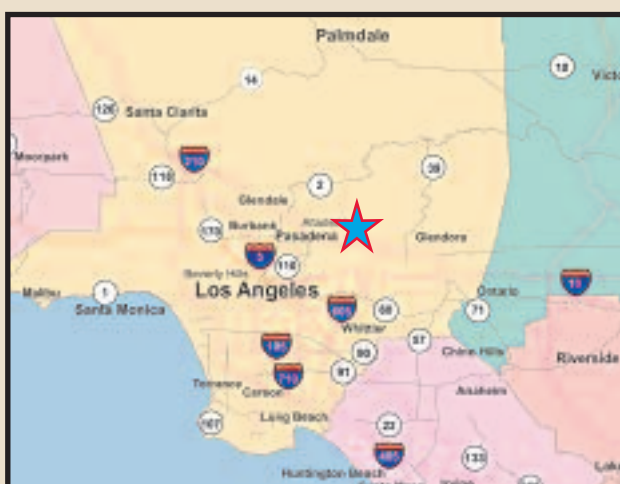 Palmdale
14
18
126
Santa Clarita
Moorpark
210
118
39
2
Glendale
170
Burbank
Pasadena
Glendora
5
110
Beverly Hills
Los Angeles
Malibu
1
Santa Monica
605
60
Ontario
71
15
Whittier
57
105
90
Chino Hills
Riverside
710
91
Torrance
Carson
Anaheim
107
Long Beach
22
405
133
Huntington Beach